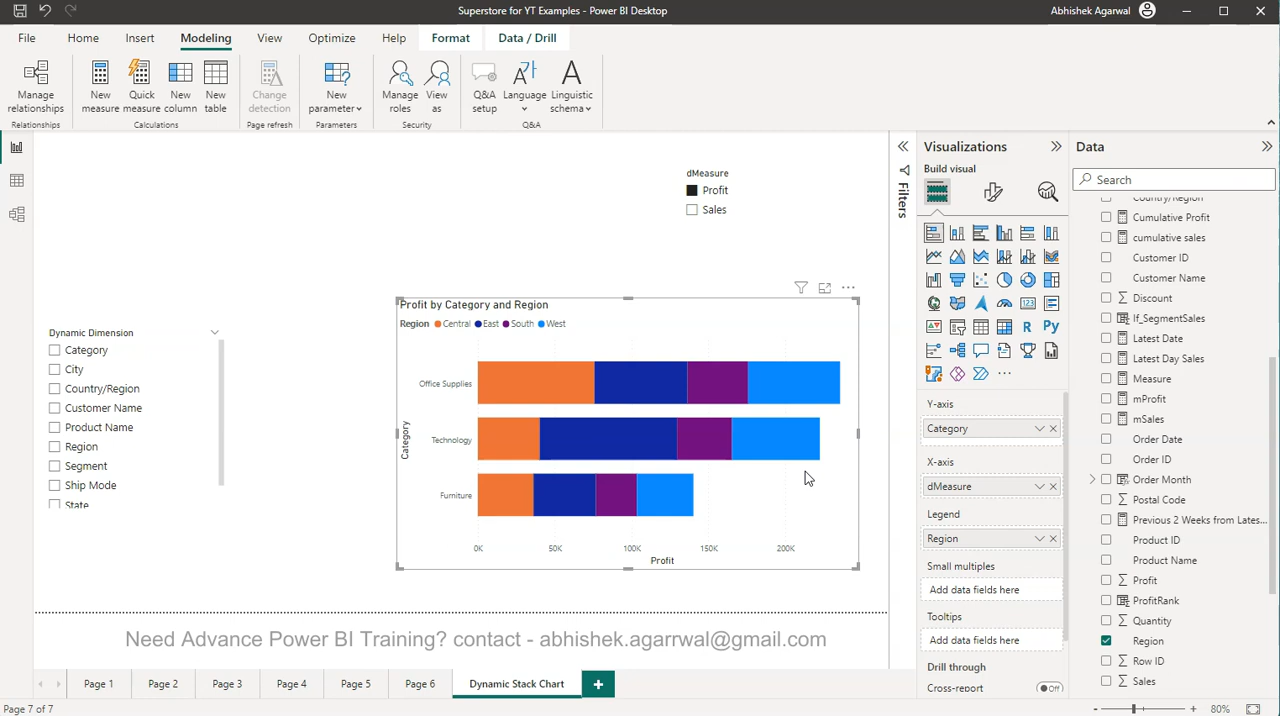 Superstore for YT Examples - Power BI Desktop
Abhishek Agarwal
File Home Insert Modeling View Optimize Help Format Data / Drill
Manage relationships
New measure
Quick measure
New column
New table
Change detection
New parameter
Manage roles
View as
Q&A setup
Language
Linguistic schema
Relationships Calculations Page refresh Parameters Security Q&A
dMeasure
Profit
Sales
Dynamic Dimension
Category
City
Country/Region
Customer Name
Product Name
Region
Segment
Ship Mode
State
Profit by Category and Region
Region Central East South West
Category
Office Supplies
Technology
Furniture
0K 50K 100K 150K 200K
Profit
Need Advance Power BI Training? contact - abhishek.agarrwal@gmail.com
Filters
Visualizations
Build visual
R Py
123
Y-axis
Category
X-axis
dMeasure
Legend
Region
Small multiples
Add data fields here
Tooltips
Add data fields here
Drill through
Cross-report
Off
Data
Search
Country/Region
Cumulative Profit
cumulative sales
Customer ID
Customer Name
Discount
If_SegmentSales
Latest Date
Latest Day Sales
Measure
mProfit
mSales
Order Date
Order ID
Order Month
Postal Code
Previous 2 Weeks from Lates...
Product ID
Product Name
Profit
ProfitRank
Quantity
Region
Row ID
Sales
Page 1 Page 2 Page 3 Page 4 Page 5 Page 6 Dynamic Stack Chart
Page 7 of 7
80%